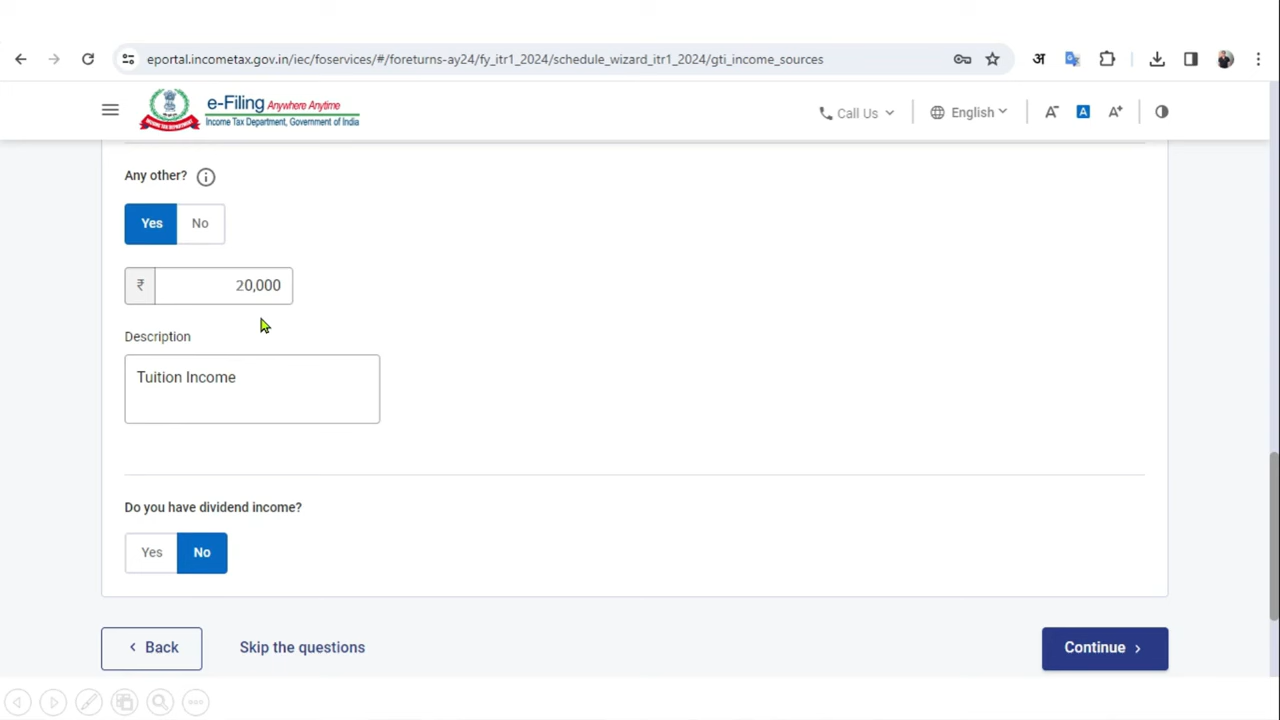 eportal.incometax.gov.in/iec/foservices/#/foreturns-ay24/fy_itr1_2024/schedule_wizard_itr1_2024/gti_income_sources
अ
e-Filing Anywhere Anytime
Income Tax Department, Government of India
Call Us
English
A-
A
A+
Any other?
Yes
No
₹
20,000
Description
Tuition Income
Do you have dividend income?
Yes
No
Back
Skip the questions
Continue